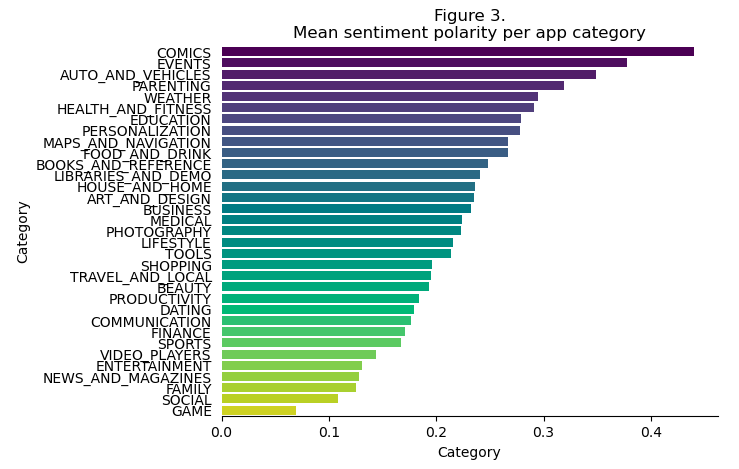 Figure 3.
Mean sentiment polarity per app category
COMICS
EVENTS
AUTO_AND_VEHICLES
PARENTING
WEATHER
HEALTH_AND_FITNESS
EDUCATION
PERSONALIZATION
MAPS_AND_NAVIGATION
FOOD_AND_DRINK
BOOKS_AND_REFERENCE
LIBRARIES_AND_DEMO
HOUSE_AND_HOME
ART_AND_DESIGN
BUSINESS
MEDICAL
PHOTOGRAPHY
LIFESTYLE
TOOLS
SHOPPING
TRAVEL_AND_LOCAL
BEAUTY
PRODUCTIVITY
DATING
COMMUNICATION
FINANCE
SPORTS
VIDEO_PLAYERS
ENTERTAINMENT
NEWS_AND_MAGAZINES
FAMILY
SOCIAL
GAME
Category
0.0 0.1 0.2 0.3 0.4
Category